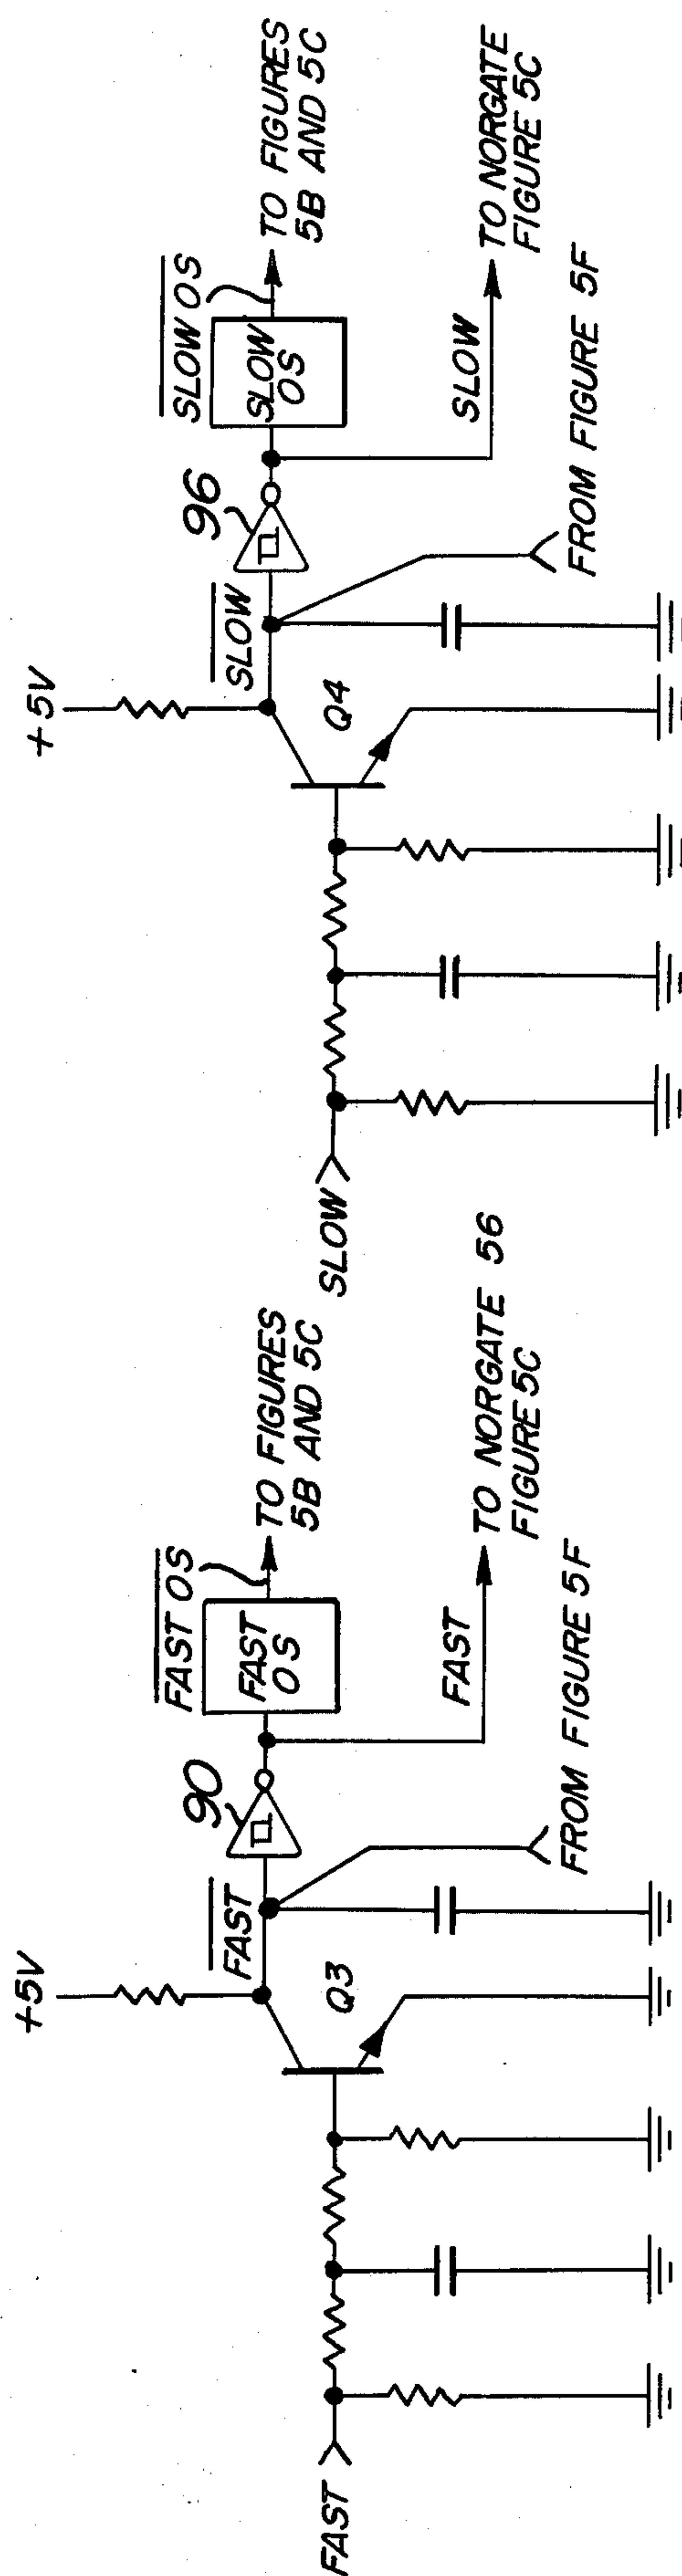 FAST
+5V
Q3
FAST
90
FAST OS
FAST
OS
TO FIGURES
5B AND 5C
FAST
TO NORGATE 56
FIGURE 5C
FROM FIGURE 5F
SLOW
+5V
Q4
SLOW
96
SLOW OS
SLOW
OS
TO FIGURES
5B AND 5C
SLOW
TO NORGATE
FIGURE 5C
FROM FIGURE 5F